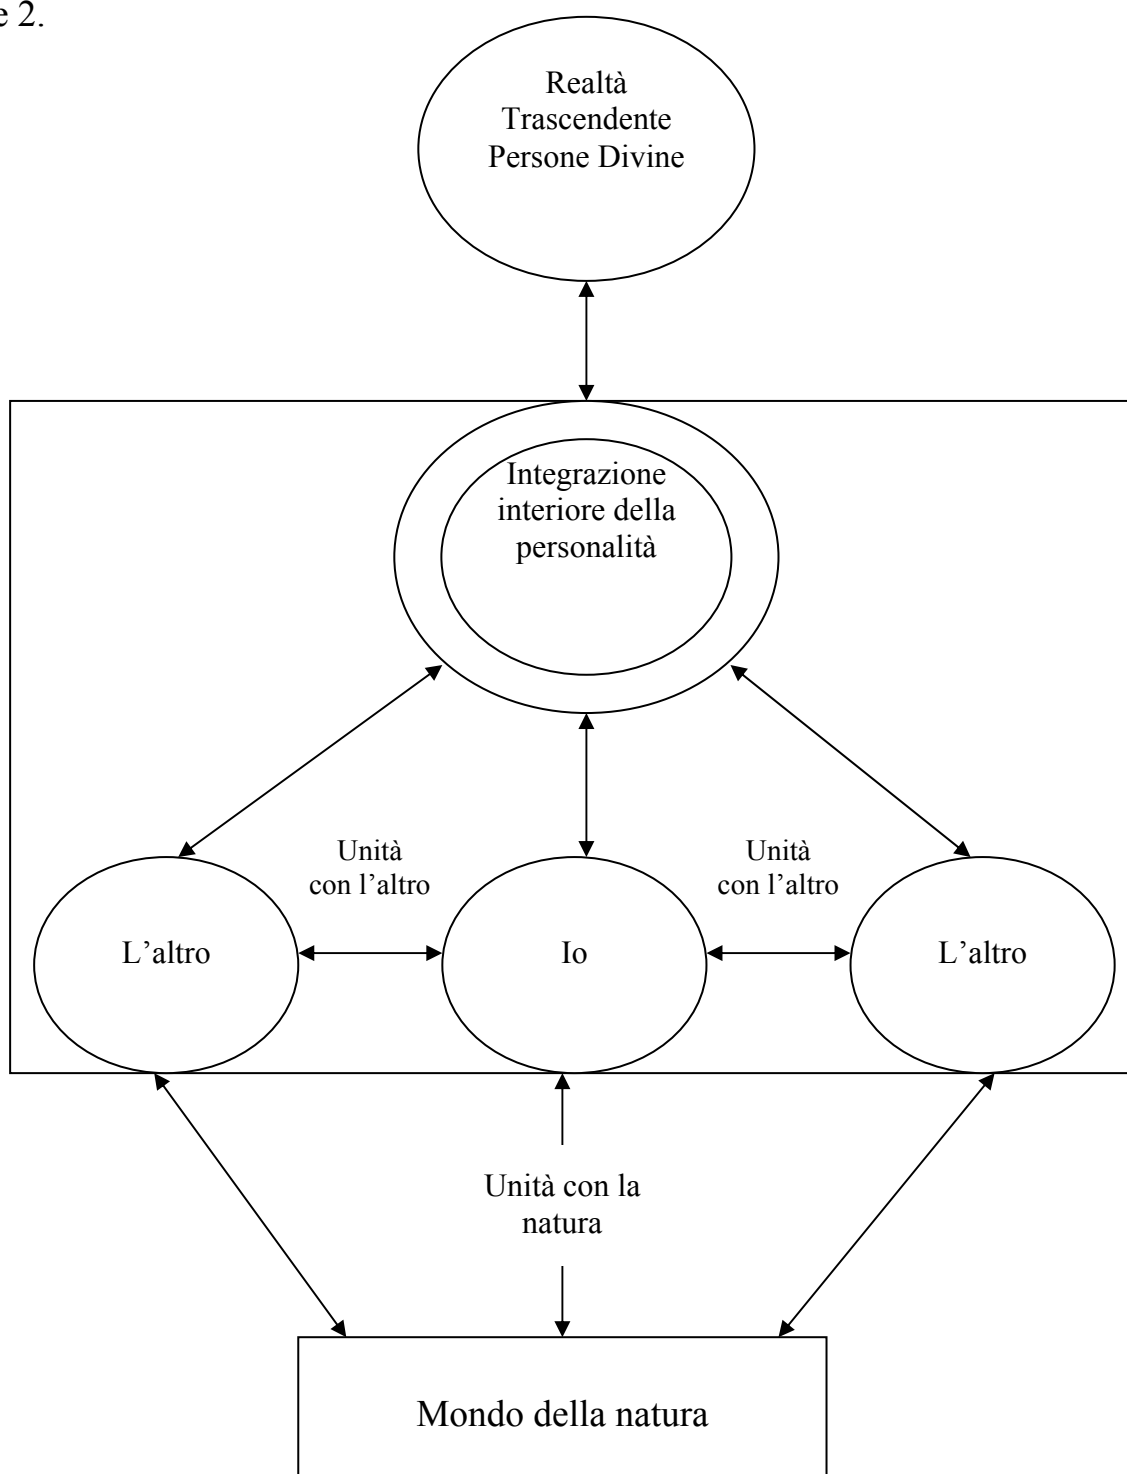 e 2.
Realtà
Trascendente
Persone Divine
Integrazione
interiore della
personalità
Unità
con l’altro
Unità
con l’altro
L’altro
Io
L’altro
Unità con la
natura
Mondo della natura